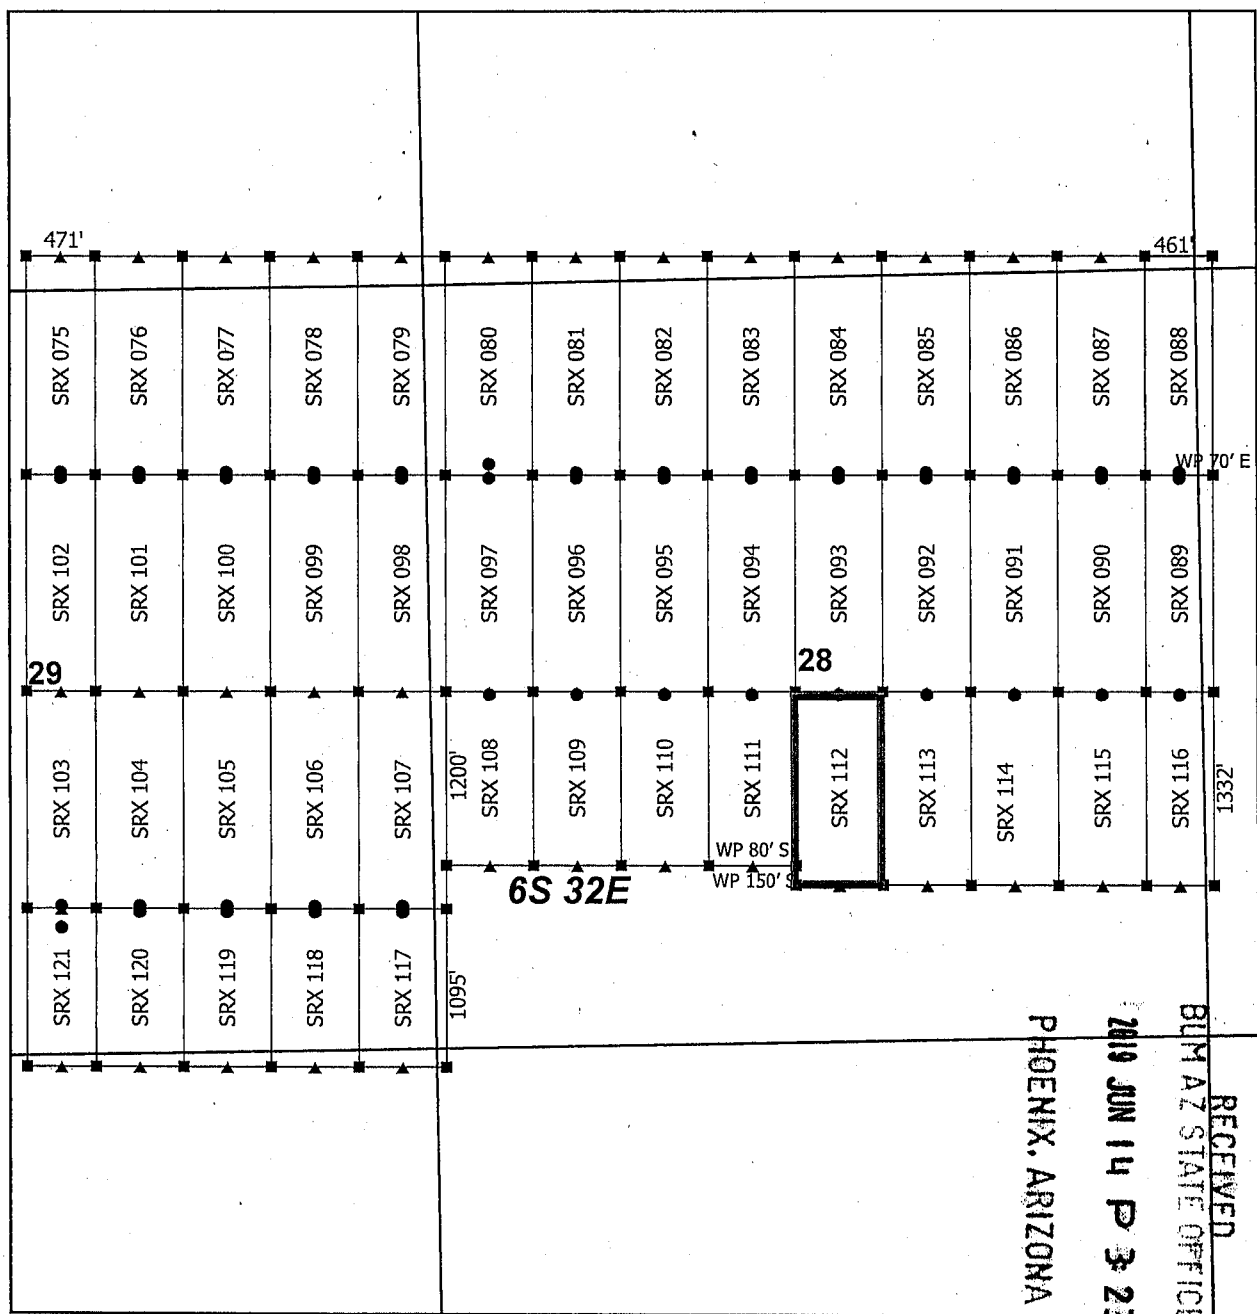 471'
461'
SRX 075
SRX 076
SRX 077
SRX 078
SRX 079
SRX 080
SRX 081
SRX 082
SRX 083
SRX 084
SRX 085
SRX 086
SRX 087
SRX 088
WP 70' E
SRX 102
SRX 101
SRX 100
SRX 099
SRX 098
SRX 097
SRX 096
SRX 095
SRX 094
SRX 093
SRX 092
SRX 091
SRX 090
SRX 089
29
28
SRX 103
SRX 104
SRX 105
SRX 106
SRX 107
1200'
SRX 108
SRX 109
SRX 110
SRX 111
SRX 112
SRX 113
SRX 114
SRX 115
SRX 116
1332'
WP 80' S
WP 150' S
6S 32E
SRX 121
SRX 120
SRX 119
SRX 118
SRX 117
1095'
RECEIVED
BLM AZ STATE OFFICE
2019 JUN 14 P 3
PHOENIX, ARIZONA